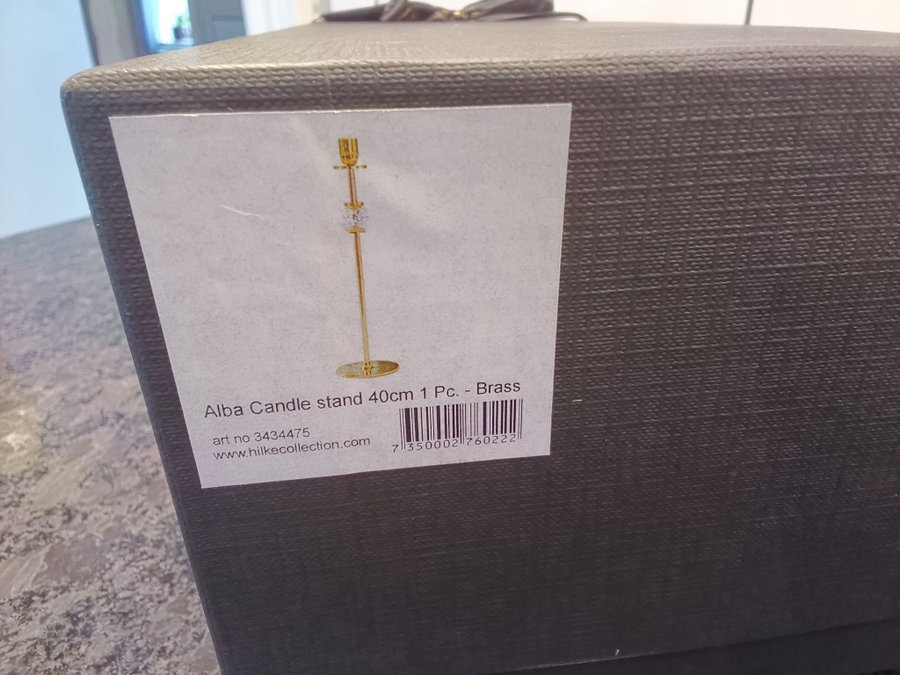 Alba Candle stand 40cm 1 Pc. - Brass
art no 3434475
www.hilkecollection.com
7 350002 760222